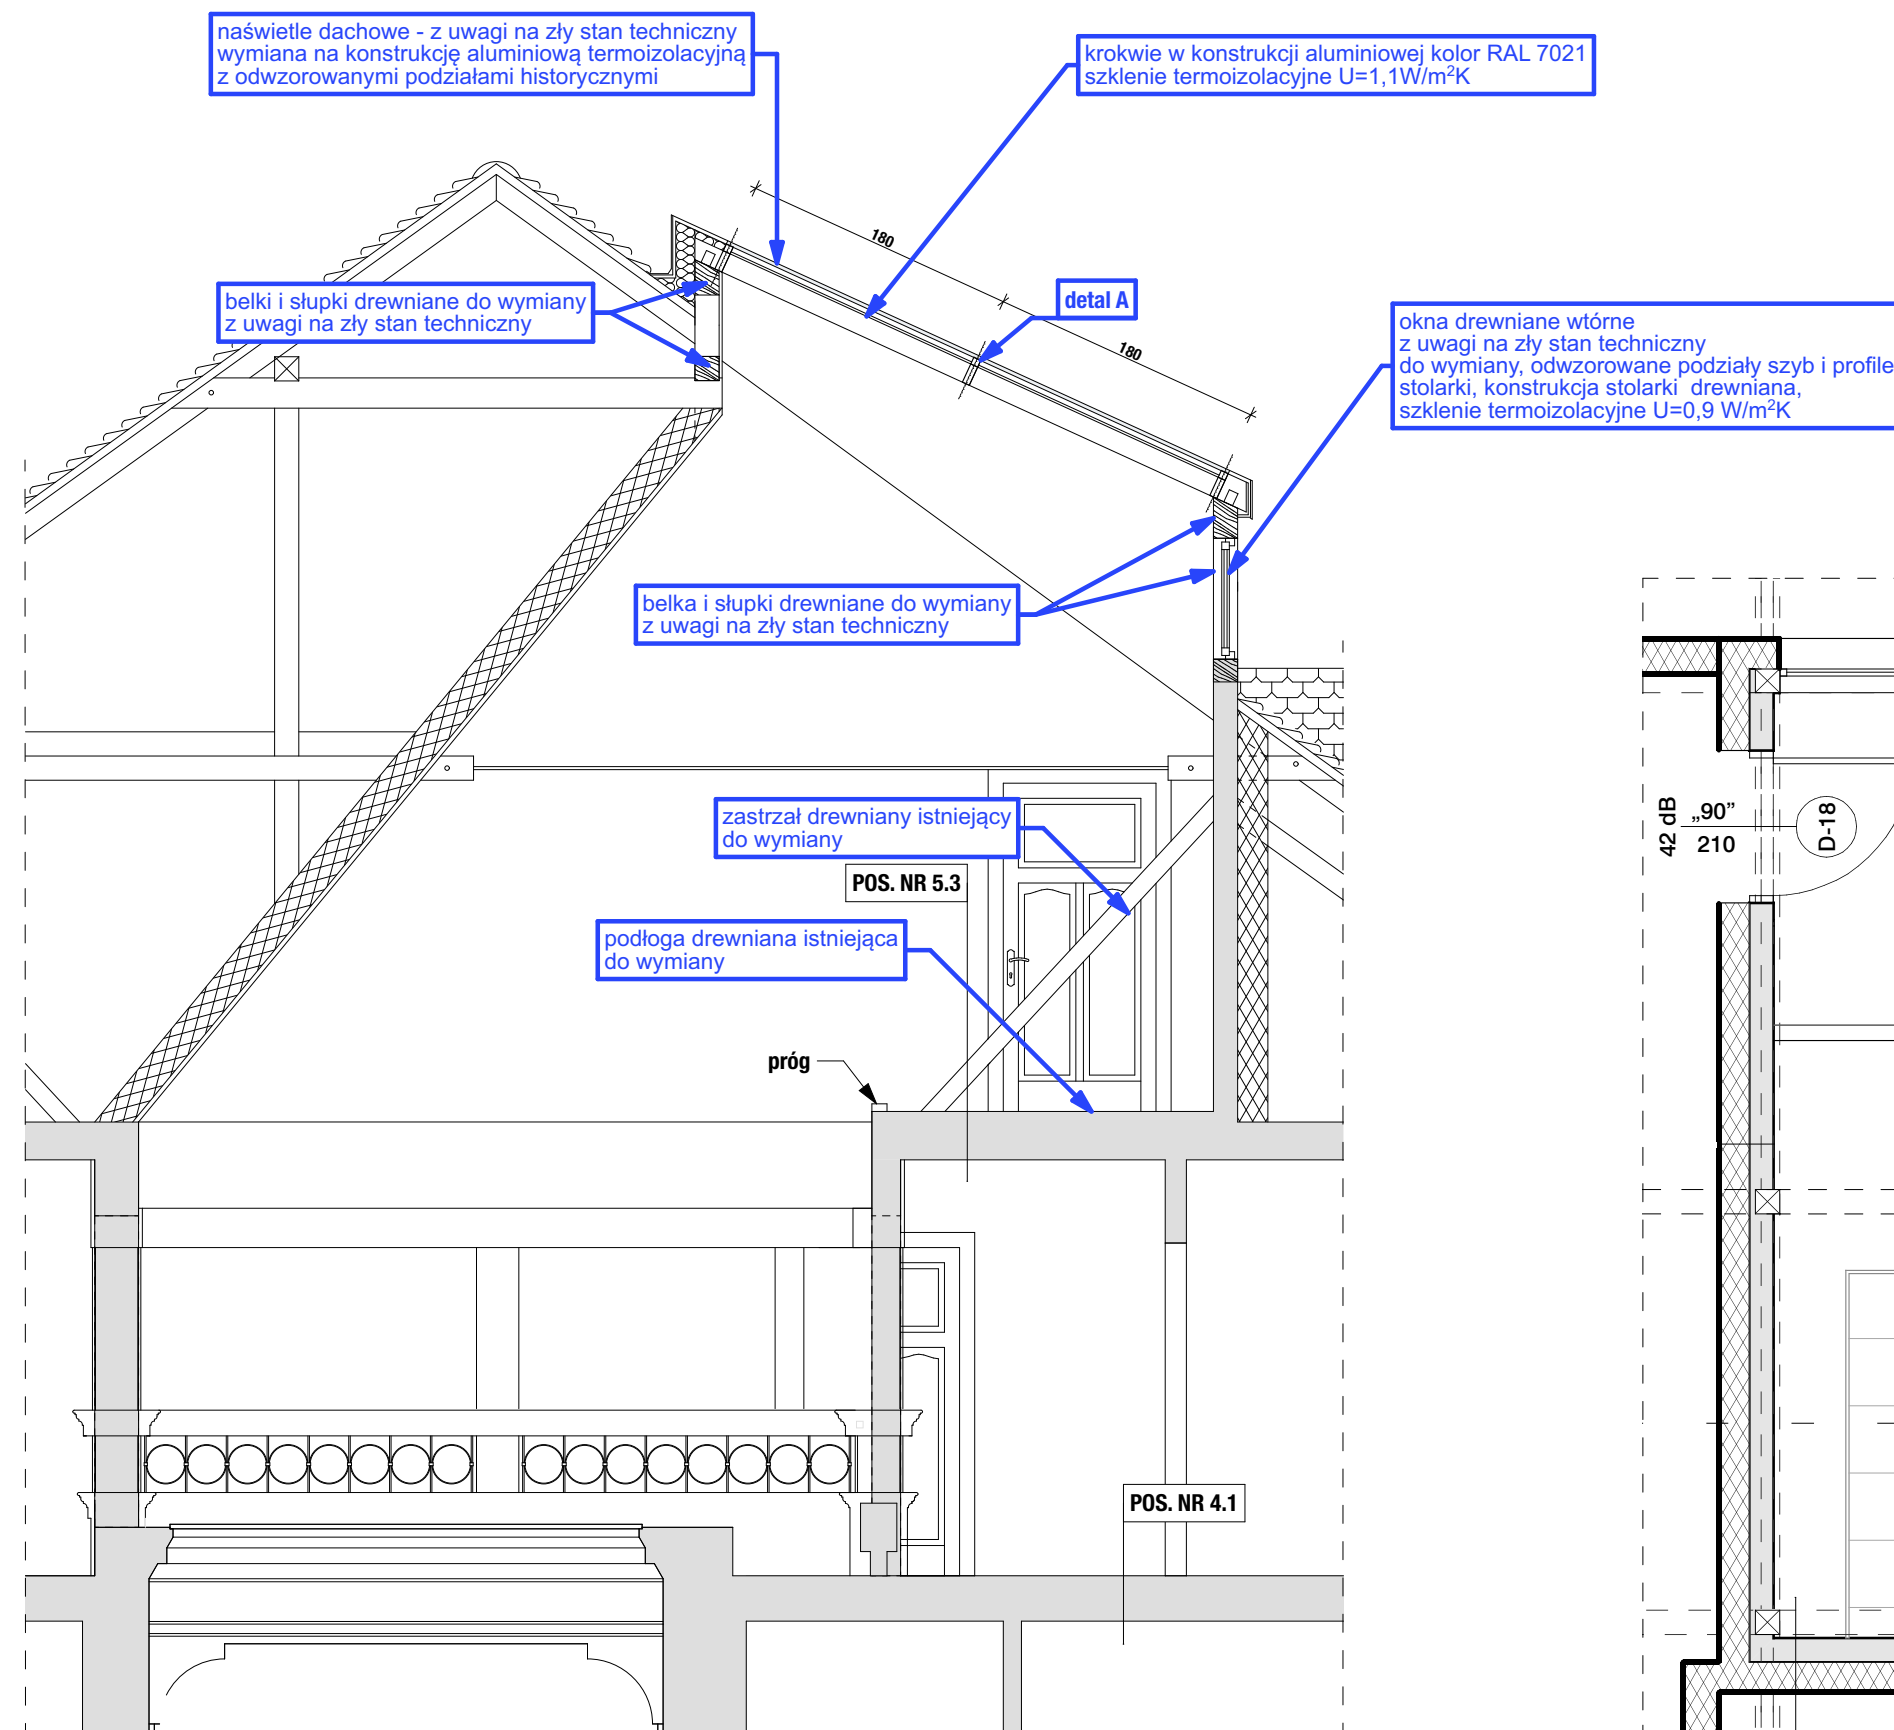 naświetle dachowe - z uwagi na zły stan techniczny
wymiana na konstrukcję aluminiową termoizolacyjną
z odwzorowanymi podziałami historycznymi
krokwie w konstrukcji aluminiowej kolor RAL 7021
szklenie termoizolacyjne U=1,1W/m²K
180
180
detal A
belki i słupki drewniane do wymiany
z uwagi na zły stan techniczny
okna drewniane wtórne
z uwagi na zły stan techniczny
do wymiany, odwzorowane podziały szyb i profile
stolarki, konstrukcja stolarki drewniana,
szklenie termoizolacyjne U=0,9 W/m²K
belka i słupki drewniane do wymiany
z uwagi na zły stan techniczny
zastrzał drewniany istniejący
do wymiany
POS. NR 5.3
podłoga drewniana istniejąca
do wymiany
próg
POS. NR 4.1
42 dB
„90”
210
D-18